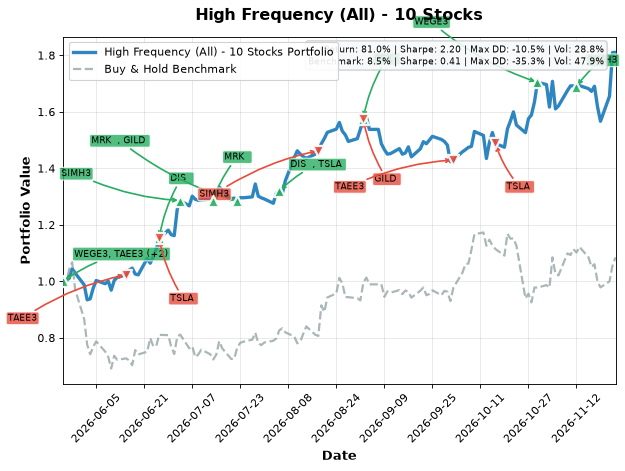 High Frequency (All) - 10 Stocks
WEGE3
High Frequency (All) - 10 Stocks Portfolio
Buy & Hold Benchmark
urn: 81.0% | Sharpe: 2.20 | Max DD: -10.5% | Vol: 28.8%
Benchmark: 8.5% | Sharpe: 0.41 | Max DD: -35.3% | Vol: 47.9%
H3
MRK , GILD
MRK
DIS , TSLA
SIMH3
DIS
SIMH3
TAEE3
GILD
TSLA
WEGE3, TAEE3 (+2)
TSLA
TAEE3
1.8
1.6
1.4
1.2
1.0
0.8
Portfolio Value
2026-06-05
2026-06-21
2026-07-07
2026-07-23
2026-08-08
2026-08-24
2026-09-09
2026-09-25
2026-10-11
2026-10-27
2026-11-12
Date